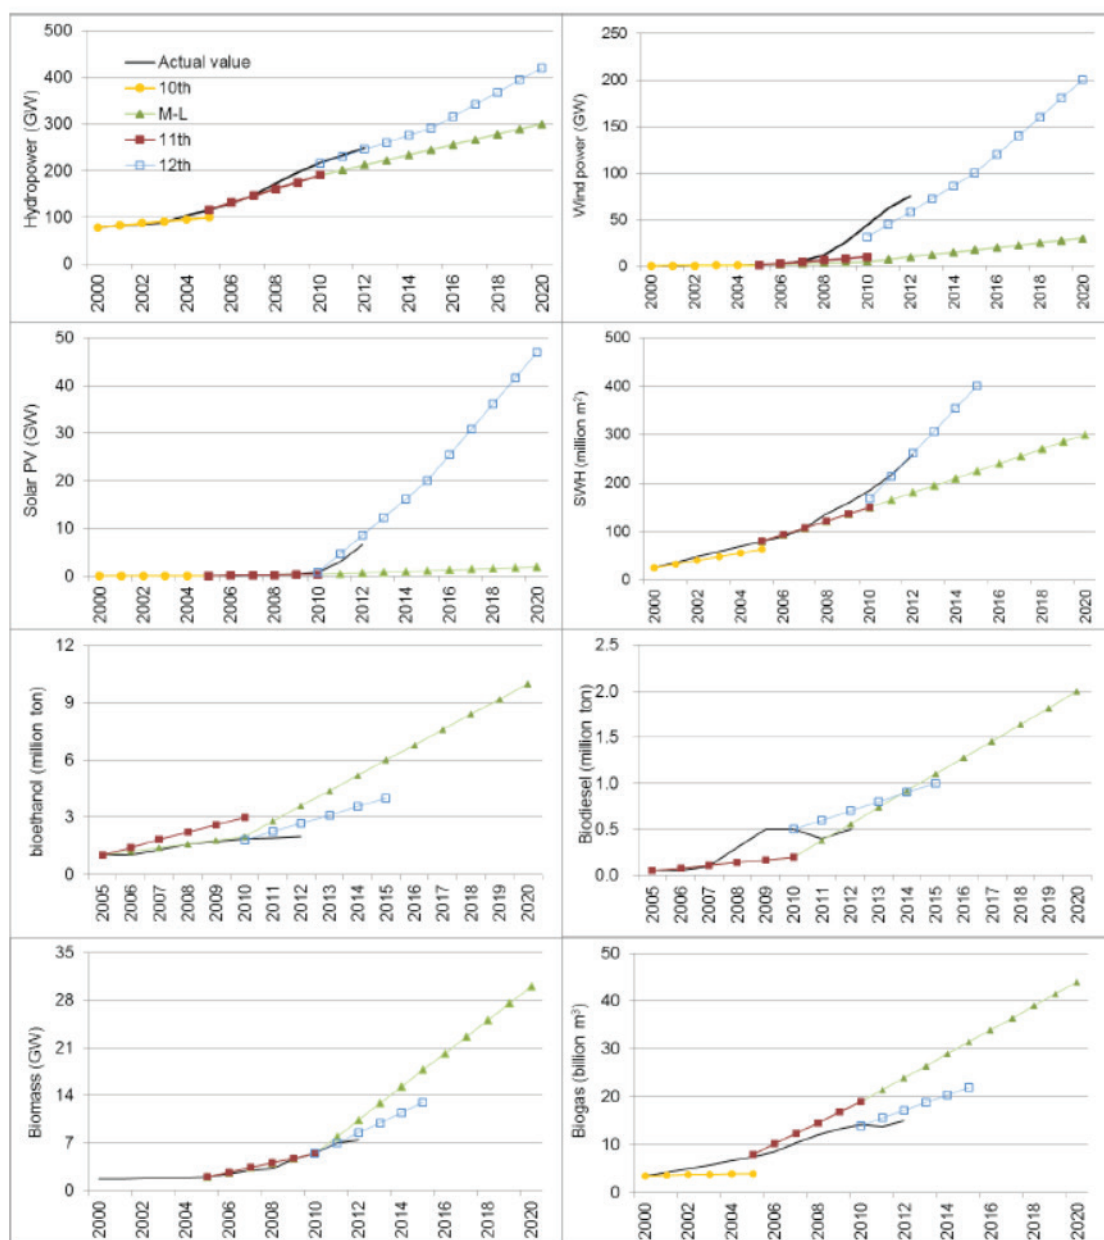 Hydropower (GW)
500
400
300
200
100
0
Actual value
10th
M-L
11th
12th
2000 2002 2004 2006 2008 2010 2012 2014 2016 2018 2020
Wind power (GW)
250
200
150
100
50
0
2000 2002 2004 2006 2008 2010 2012 2014 2016 2018 2020
Solar PV (GW)
50
40
30
20
10
0
2000 2002 2004 2006 2008 2010 2012 2014 2016 2018 2020
SWH (million m²)
500
400
300
200
100
0
2000 2002 2004 2006 2008 2010 2012 2014 2016 2018 2020
bioethanol (million ton)
12
9
6
3
0
2005 2006 2007 2008 2009 2010 2011 2012 2013 2014 2015 2016 2017 2018 2019 2020
Biodiesel (million ton)
2.5
2.0
1.5
1.0
0.5
0.0
2005 2006 2007 2008 2009 2010 2011 2012 2013 2014 2015 2016 2017 2018 2019 2020
Biomass (GW)
35
28
21
14
7
0
2000 2002 2004 2006 2008 2010 2012 2014 2016 2018 2020
Biogas (billion m³)
50
40
30
20
10
0
2000 2002 2004 2006 2008 2010 2012 2014 2016 2018 2020